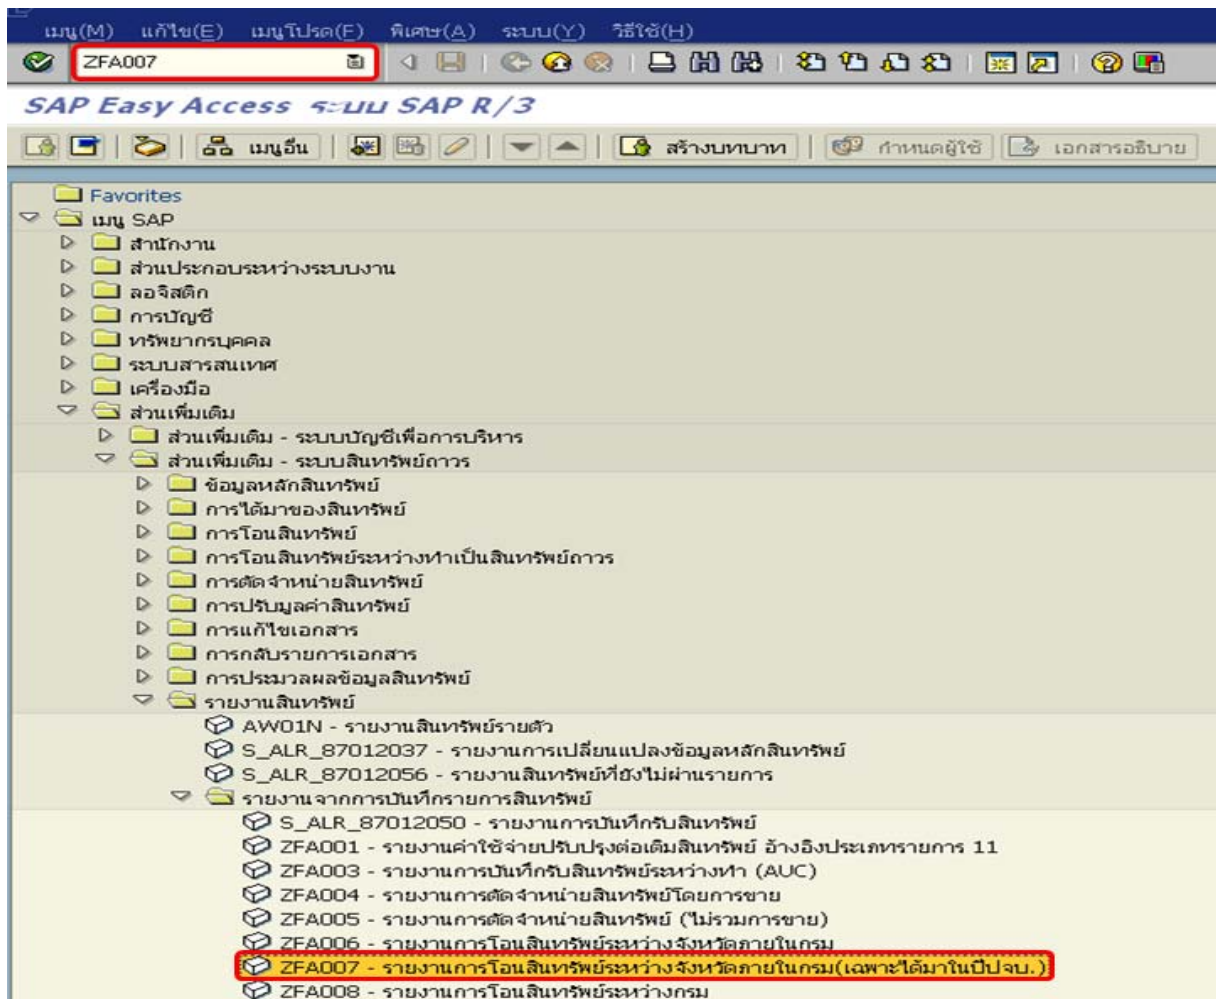 เมนู(M) แก้ไข(E) เมนูโปรด(F) พิเศษ(A) ระบบ(Y) วิธีใช้(H)
ZFA007
SAP Easy Access ระบบ SAP R/3
เมนูอื่น สร้างบทบาท กำหนดผู้ใช้ เอกสารอธิบาย
Favorites
เมนู SAP
สำนักงาน
ส่วนประกอบระหว่างระบบงาน
ลอจิสติก
การบัญชี
ทรัพยากรบุคคล
ระบบสารสนเทศ
เครื่องมือ
ส่วนเพิ่มเติม
ส่วนเพิ่มเติม - ระบบบัญชีเพื่อการบริหาร
ส่วนเพิ่มเติม - ระบบสินทรัพย์ถาวร
ข้อมูลหลักสินทรัพย์
การได้มาของสินทรัพย์
การโอนสินทรัพย์
การโอนสินทรัพย์ระหว่างทำเป็นสินทรัพย์ถาวร
การตัดจำหน่ายสินทรัพย์
การปรับมูลค่าสินทรัพย์
การแก้ไขเอกสาร
การกลับรายการเอกสาร
การประมวลผลข้อมูลสินทรัพย์
รายงานสินทรัพย์
AW01N - รายงานสินทรัพย์รายตัว
S_ALR_87012037 - รายงานการเปลี่ยนแปลงข้อมูลหลักสินทรัพย์
S_ALR_87012056 - รายงานสินทรัพย์ที่ยังไม่ผ่านรายการ
รายงานจากการบันทึกรายการสินทรัพย์
S_ALR_87012050 - รายงานการบันทึกรับสินทรัพย์
ZFA001 - รายงานค่าใช้จ่ายปรับปรุงต่อเติมสินทรัพย์ อ้างอิงประเภทรายการ 11
ZFA003 - รายงานการบันทึกรับสินทรัพย์ระหว่างทำ (AUC)
ZFA004 - รายงานการตัดจำหน่ายสินทรัพย์โดยการขาย
ZFA005 - รายงานการตัดจำหน่ายสินทรัพย์ (ไม่รวมการขาย)
ZFA006 - รายงานการโอนสินทรัพย์ระหว่างจังหวัดภายในกรม
ZFA007 - รายงานการโอนสินทรัพย์ระหว่างจังหวัดภายในกรม(เฉพาะได้มาในปีปจบ.)
ZFA008 - รายงานการโอนสินทรัพย์ระหว่างกรม